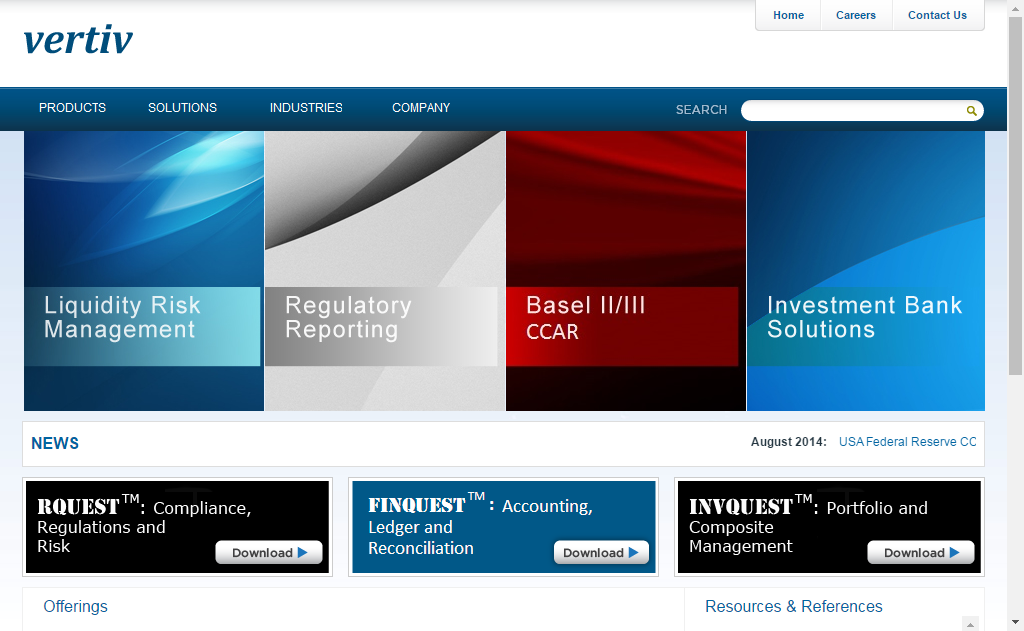 Home Careers Contact Us
vertiv
PRODUCTS SOLUTIONS INDUSTRIES COMPANY SEARCH
Liquidity Risk
Management
Regulatory
Reporting
Basel II/III
CCAR
Investment Bank
Solutions
NEWS August 2014: USA Federal Reserve CC
RQUEST™: Compliance,
Regulations and
Risk
Download
FINQUEST™: Accounting,
Ledger and
Reconciliation
Download
INVQUEST™: Portfolio and
Composite
Management
Download
Offerings
Resources & References